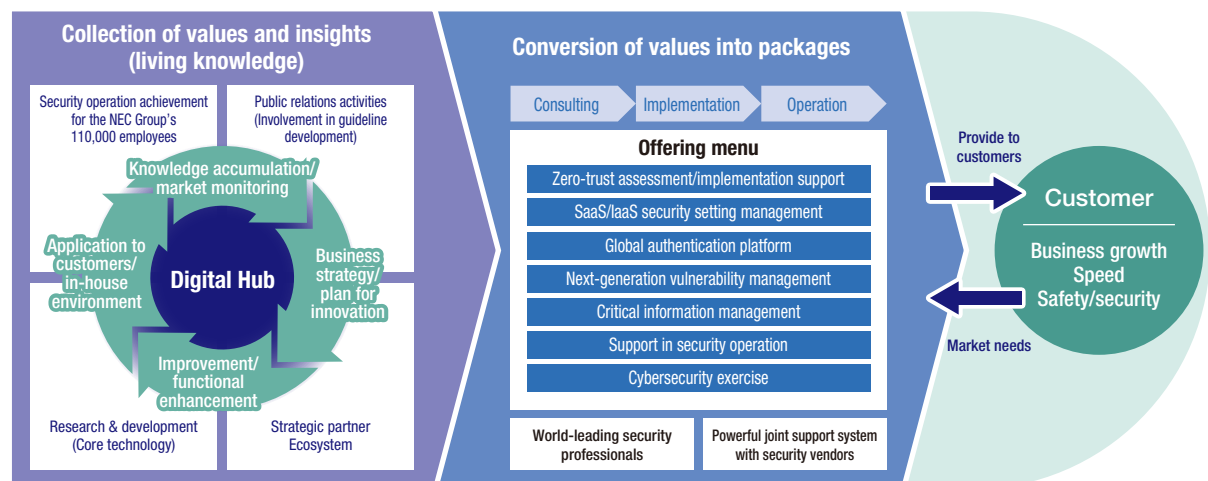 Collection of values and insights
(living knowledge)
Security operation achievement
for the NEC Group's
110,000 employees
Public relations activities
(Involvement in guideline
development)
Knowledge accumulation/
market monitoring
Application to
customers/
in-house
environment
Digital Hub
Business
strategy/
plan for
innovation
Improvement/
functional
enhancement
Research & development
(Core technology)
Strategic partner
Ecosystem
Conversion of values into packages
Consulting
Implementation
Operation
Offering menu
Zero-trust assessment/implementation support
SaaS/IaaS security setting management
Global authentication platform
Next-generation vulnerability management
Critical information management
Support in security operation
Cybersecurity exercise
World-leading security
professionals
Powerful joint support system
with security vendors
Provide to
customers
Market needs
Customer
Business growth
Speed
Safety/security